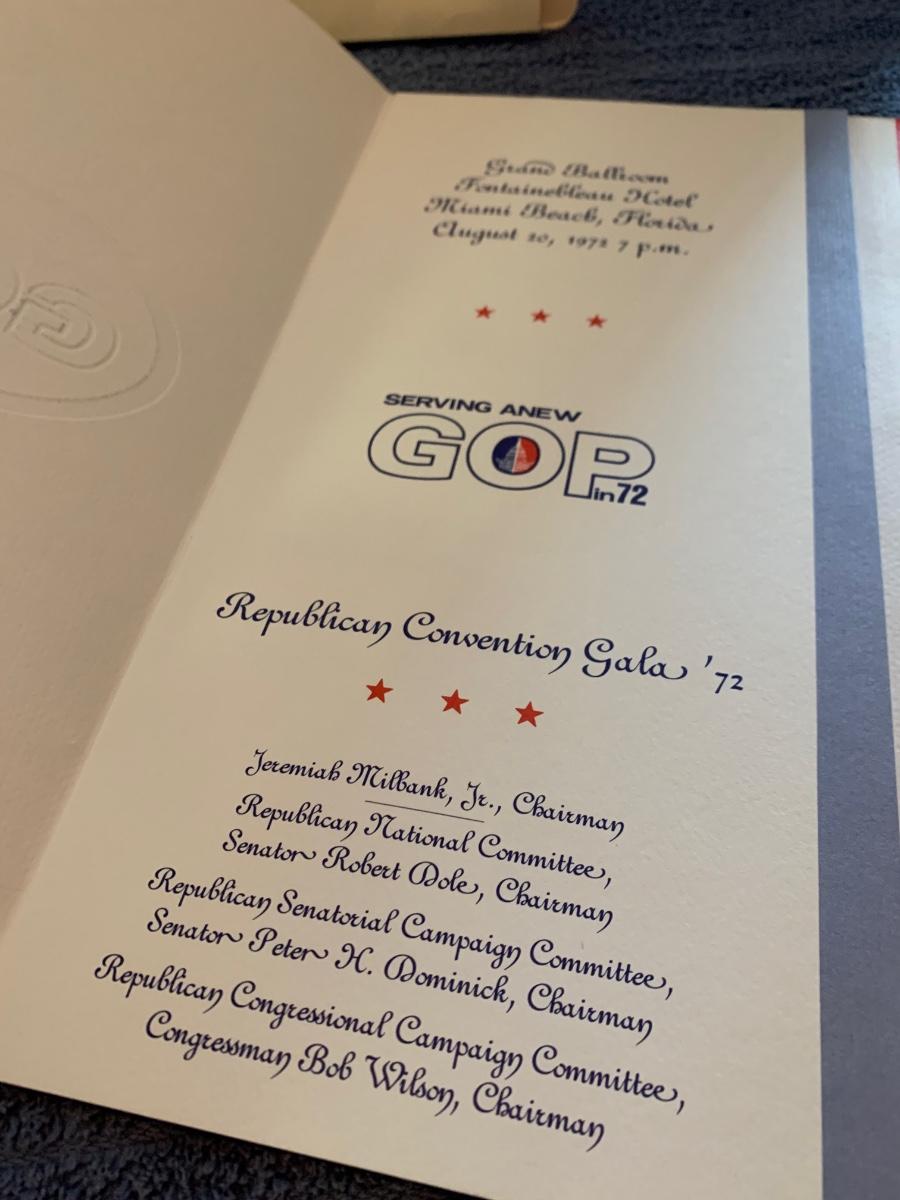 Grand Ballroom
Fontainebleau Hotel
Miami Beach, Florida
August 20, 1972 7 p.m.
SERVING ANEW
GOP
in 72
Republican Convention Gala '72
Jeremiah Milbank, Jr., Chairman
Republican National Committee,
Senator Robert Dole, Chairman
Republican Senatorial Campaign Committee,
Senator Peter H. Dominick, Chairman
Republican Congressional Campaign Committee,
Congressman Bob Wilson, Chairman